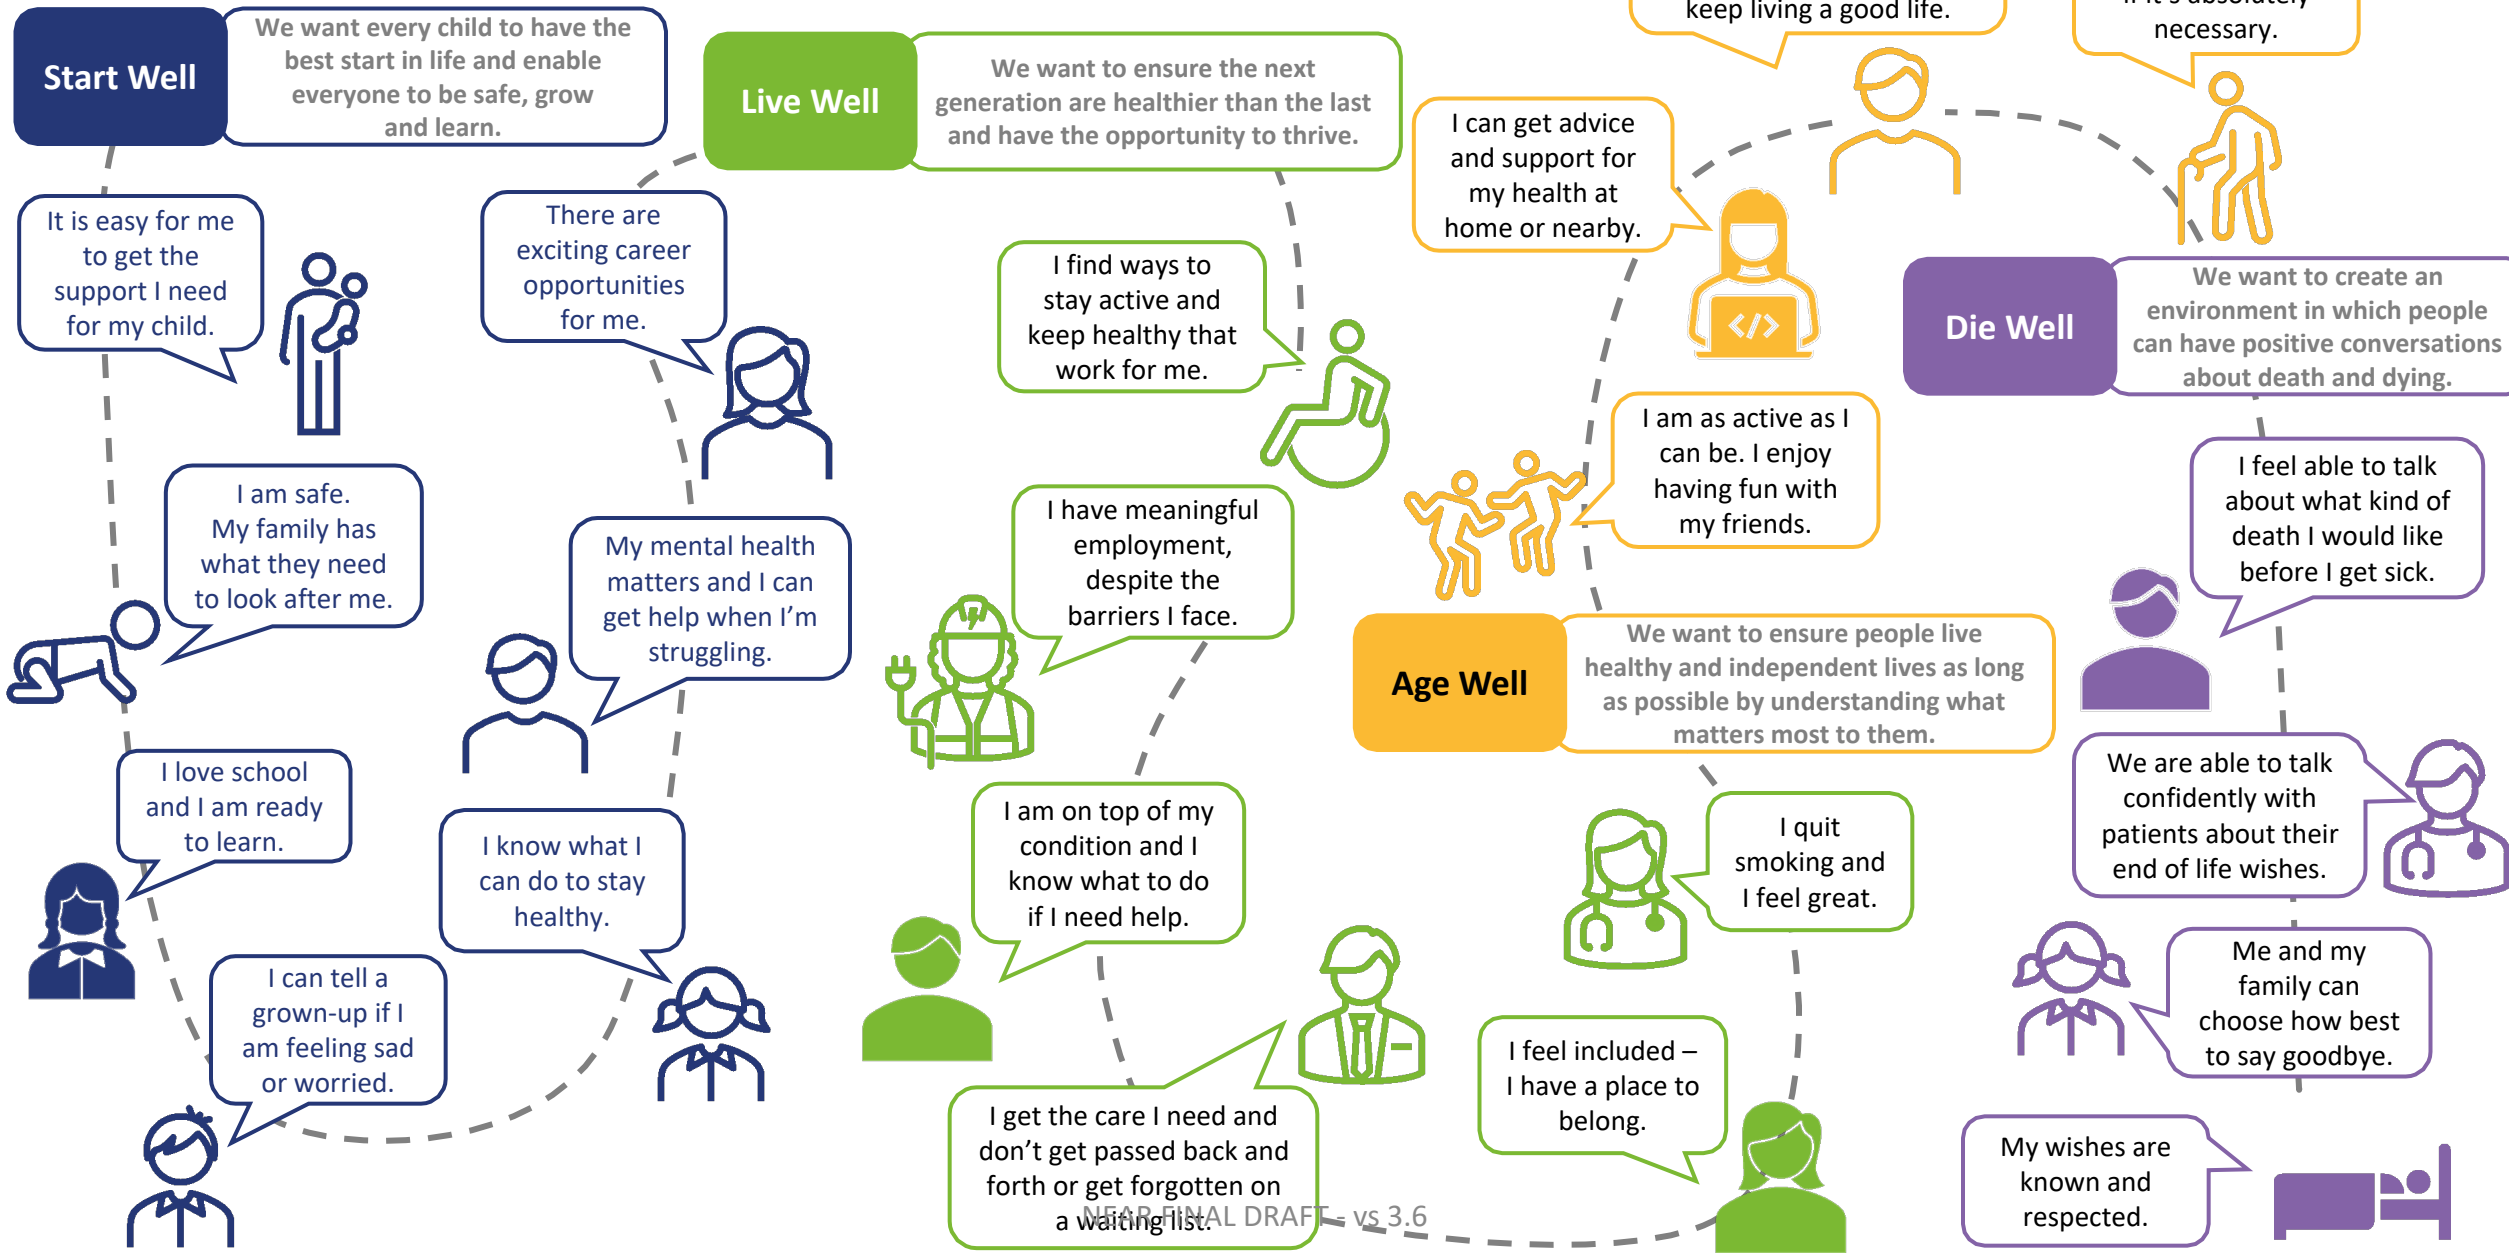 Start Well
We want every child to have the
best start in life and enable
everyone to be safe, grow
and learn.
It is easy for me
to get the
support I need
for my child.
I am safe.
My family has
what they need
to look after me.
I love school
and I am ready
to learn.
I can tell a
grown-up if I
am feeling sad
or worried.
I know what I
can do to stay
healthy.
My mental health
matters and I can
get help when I'm
struggling.
There are
exciting career
opportunities
for me.
Live Well
We want to ensure the next
generation are healthier than the last
and have the opportunity to thrive.
I find ways to
stay active and
keep healthy that
work for me.
I have meaningful
employment,
despite the
barriers I face.
I am on top of my
condition and I
know what to do
if I need help.
I get the care I need and
don't get passed back and
forth or get forgotten on
a waiting list.
I feel included –
I have a place to
belong.
I quit
smoking and
I feel great.
Age Well
We want to ensure people live
healthy and independent lives as long
as possible by understanding what
matters most to them.
I am as active as I
can be. I enjoy
having fun with
my friends.
I can get advice
and support for
my health at
home or nearby.
</>
keep living a good life.
if it's absolutely
necessary.
Die Well
We want to create an
environment in which people
can have positive conversations
about death and dying.
I feel able to talk
about what kind of
death I would like
before I get sick.
We are able to talk
confidently with
patients about their
end of life wishes.
Me and my
family can
choose how best
to say goodbye.
My wishes are
known and
respected.
NEAR FINAL DRAFT - vs 3.6